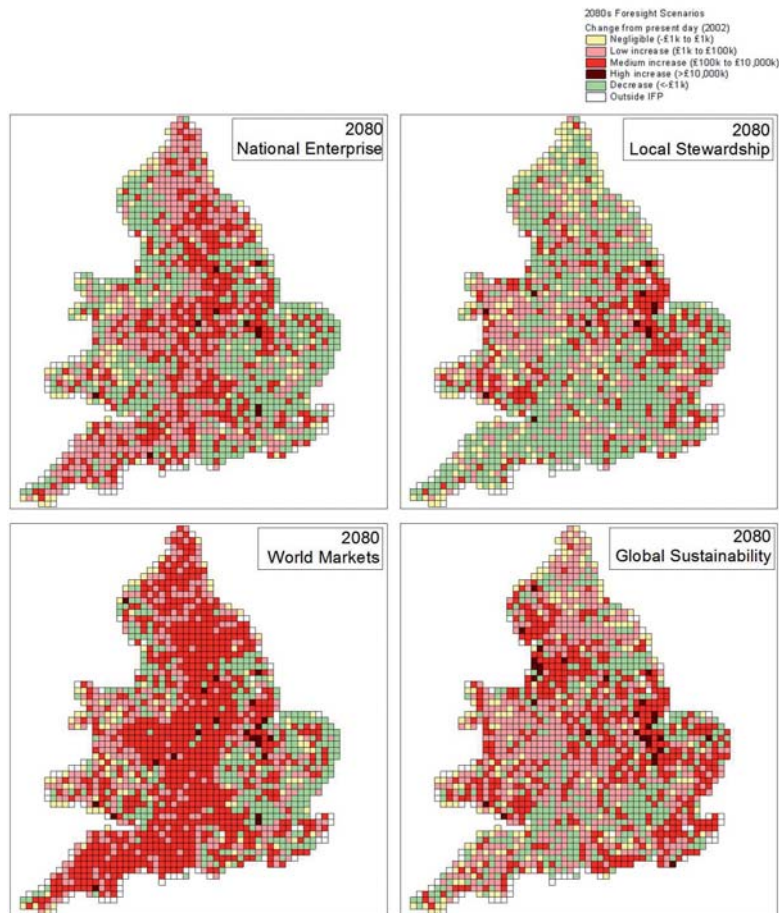 2080s Foresight Scenarios
Change from present day (2002)
Negligible (-£1k to £1k)
Low increase (£1k to £100k)
Medium increase (£100k to £10,000k)
High increase (>£10,000k)
Decrease (<-£1k)
Outside IFP
2080
National Enterprise
2080
Local Stewardship
2080
World Markets
2080
Global Sustainability